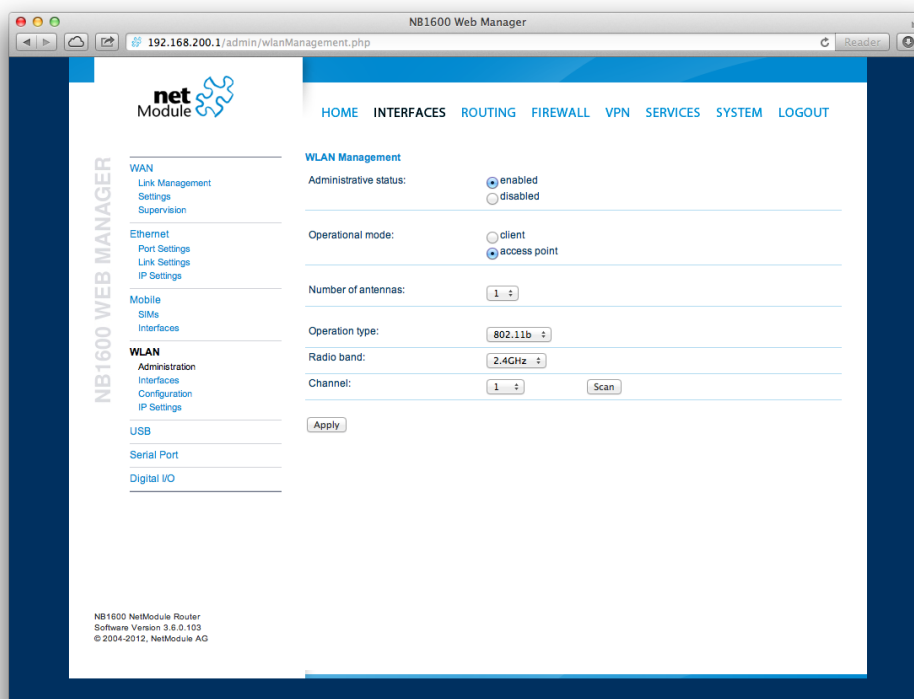 NB1600 Web Manager
192.168.200.1/admin/wlanManagement.php
Reader
net
Module
HOME INTERFACES ROUTING FIREWALL VPN SERVICES SYSTEM LOGOUT
NB1600 WEB MANAGER
WAN
Link Management
Settings
Supervision
Ethernet
Port Settings
Link Settings
IP Settings
Mobile
SIMs
Interfaces
WLAN
Administration
Interfaces
Configuration
IP Settings
USB
Serial Port
Digital I/O
WLAN Management
Administrative status: enabled
disabled
Operational mode: client
access point
Number of antennas: 1
Operation type: 802.11b
Radio band: 2.4GHz
Channel: 1 Scan
Apply
NB1600 NetModule Router
Software Version 3.6.0.103
© 2004-2012, NetModule AG